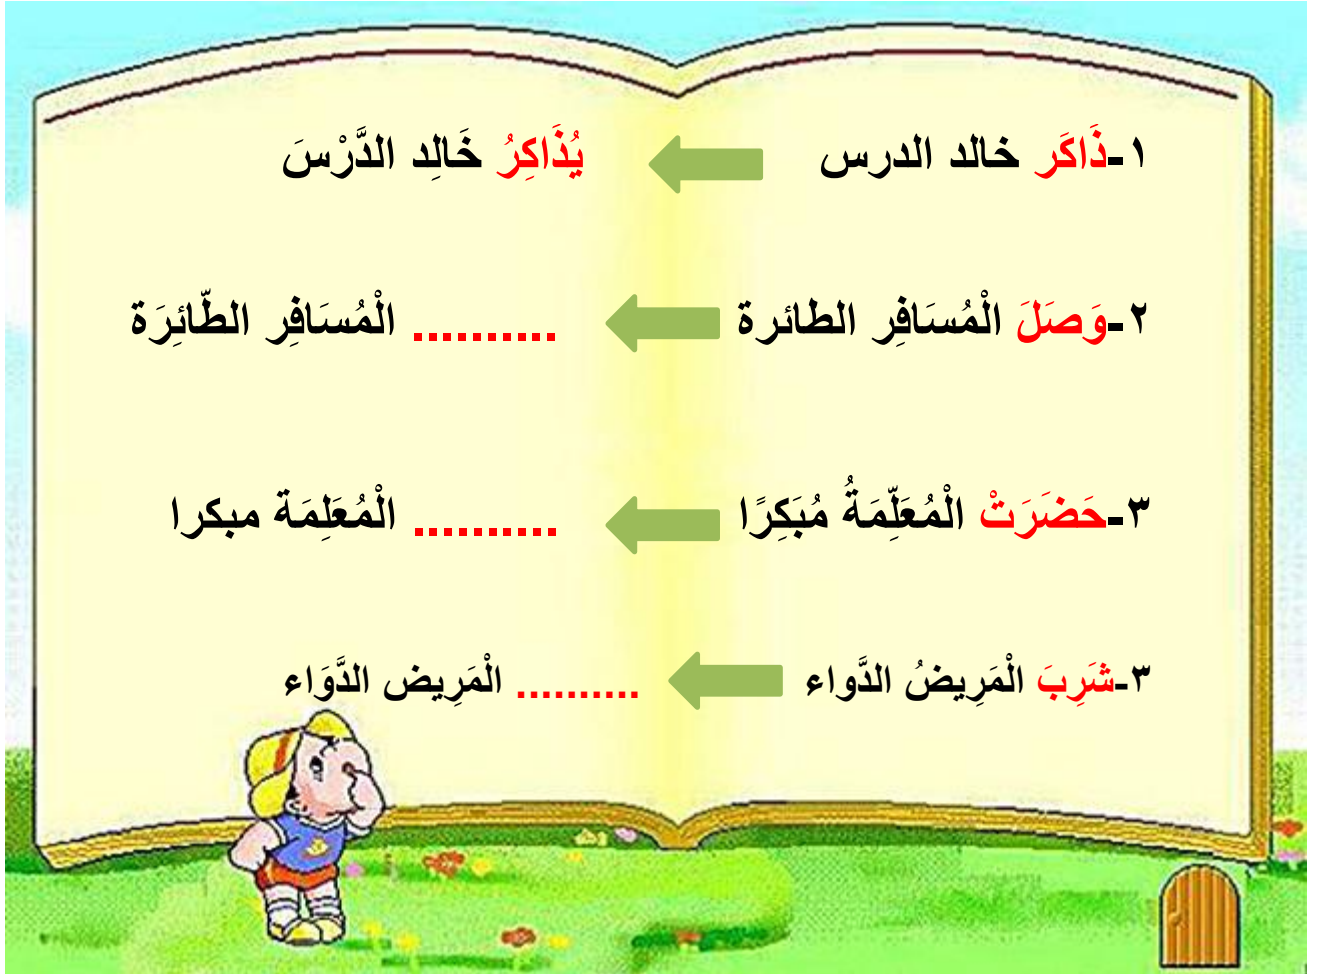 ١-ذَاكَر خالد الدرس يُذَاكِرُ خَالِد الدَّرْسَ
٢-وَصَلَ الْمُسَافِر الطائرة .......... الْمُسَافِر الطّائِرَة
٣-حَضَرَتْ الْمُعَلِّمَةُ مُبَكِرًا .......... الْمُعَلِمَة مبكرا
٣-شَرِبَ الْمَرِيضُ الدَّواء .......... الْمَرِيض الدَّوَاء